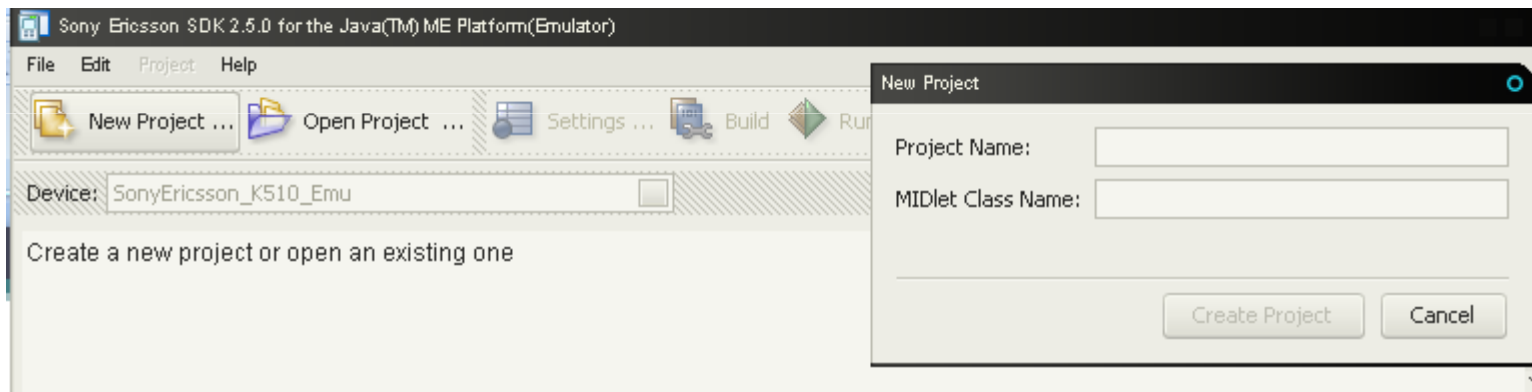 Sony Ericsson SDK 2.5.0 for the Java(TM) ME Platform(Emulator)
File Edit Project Help
New Project ... Open Project ... Settings ... Build Run
Device: SonyEricsson_K510_Emu
Create a new project or open an existing one
New Project
Project Name:
MIDlet Class Name:
Create Project Cancel